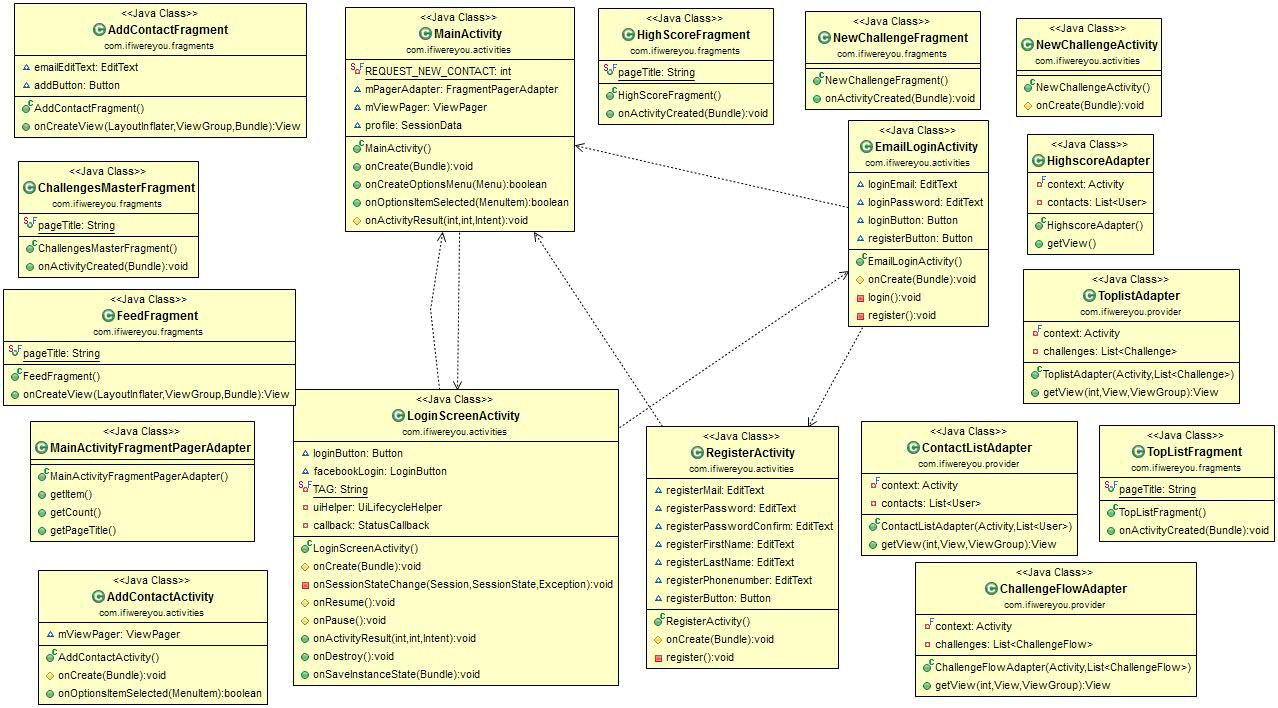 <<Java Class>>
AddContactFragment
com.ifiwereyou.fragments
emailEditText: EditText
addButton: Button
AddContactFragment()
onCreateView(LayoutInflater,ViewGroup,Bundle):View
<<Java Class>>
MainActivity
com.ifiwereyou.activities
REQUEST_NEW_CONTACT: int
mPagerAdapter: FragmentPagerAdapter
mViewPager: ViewPager
profile: SessionData
MainActivity()
onCreate(Bundle):void
onCreateOptionsMenu(Menu):boolean
onOptionsItemSelected(MenuItem):boolean
onActivityResult(int,int,Intent):void
<<Java Class>>
HighScoreFragment
com.ifiwereyou.fragments
pageTitle: String
HighScoreFragment()
onActivityCreated(Bundle):void
<<Java Class>>
NewChallengeFragment
com.ifiwereyou.fragments
NewChallengeFragment()
onActivityCreated(Bundle):void
<<Java Class>>
NewChallengeActivity
com.ifiwereyou.activities
NewChallengeActivity()
onCreate(Bundle):void
<<Java Class>>
EmailLoginActivity
com.ifiwereyou.activities
loginEmail: EditText
loginPassword: EditText
loginButton: Button
registerButton: Button
EmailLoginActivity()
onCreate(Bundle):void
login():void
register():void
<<Java Class>>
HighscoreAdapter
com.ifiwereyou.provider
context: Activity
contacts: List<User>
HighscoreAdapter()
getView()
<<Java Class>>
ChallengesMasterFragment
com.ifiwereyou.fragments
pageTitle: String
ChallengesMasterFragment()
onActivityCreated(Bundle):void
<<Java Class>>
ToplistAdapter
com.ifiwereyou.provider
context: Activity
challenges: List<Challenge>
ToplistAdapter(Activity,List<Challenge>)
getView(int,View,ViewGroup):View
<<Java Class>>
FeedFragment
com.ifiwereyou.fragments
pageTitle: String
FeedFragment()
onCreateView(LayoutInflater,ViewGroup,Bundle):View
<<Java Class>>
LoginScreenActivity
com.ifiwereyou.activities
loginButton: Button
facebookLogin: LoginButton
TAG: String
uiHelper: UiLifecycleHelper
callback: StatusCallback
LoginScreenActivity()
onCreate(Bundle):void
onSessionStateChange(Session,SessionState,Exception):void
onResume():void
onPause():void
onActivityResult(int,int,Intent):void
onDestroy():void
onSaveInstanceState(Bundle):void
<<Java Class>>
MainActivityFragmentPagerAdapter
MainActivityFragmentPagerAdapter()
getItem()
getCount()
getPageTitle()
<<Java Class>>
RegisterActivity
com.ifiwereyou.activities
registerMail: EditText
registerPassword: EditText
registerPasswordConfirm: EditText
registerFirstName: EditText
registerLastName: EditText
registerPhonenumber: EditText
registerButton: Button
RegisterActivity()
onCreate(Bundle):void
register():void
<<Java Class>>
ContactListAdapter
com.ifiwereyou.provider
context: Activity
contacts: List<User>
ContactListAdapter(Activity,List<User>)
getView(int,View,ViewGroup):View
<<Java Class>>
TopListFragment
com.ifiwereyou.fragments
pageTitle: String
TopListFragment()
onActivityCreated(Bundle):void
<<Java Class>>
AddContactActivity
com.ifiwereyou.activities
mViewPager: ViewPager
AddContactActivity()
onCreate(Bundle):void
onOptionsItemSelected(MenuItem):boolean
<<Java Class>>
ChallengeFlowAdapter
com.ifiwereyou.provider
context: Activity
challenges: List<ChallengeFlow>
ChallengeFlowAdapter(Activity,List<ChallengeFlow>)
getView(int,View,ViewGroup):View